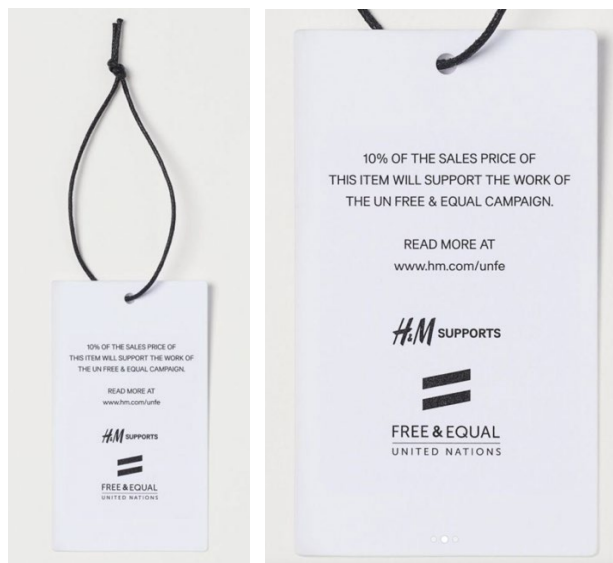 10% OF THE SALES PRICE OF
THIS ITEM WILL SUPPORT THE WORK OF
THE UN FREE & EQUAL CAMPAIGN.
READ MORE AT
www.hm.com/unfe
H&M SUPPORTS
FREE & EQUAL
UNITED NATIONS
10% OF THE SALES PRICE OF
THIS ITEM WILL SUPPORT THE WORK OF
THE UN FREE & EQUAL CAMPAIGN.
READ MORE AT
www.hm.com/unfe
H&M SUPPORTS
FREE & EQUAL
UNITED NATIONS